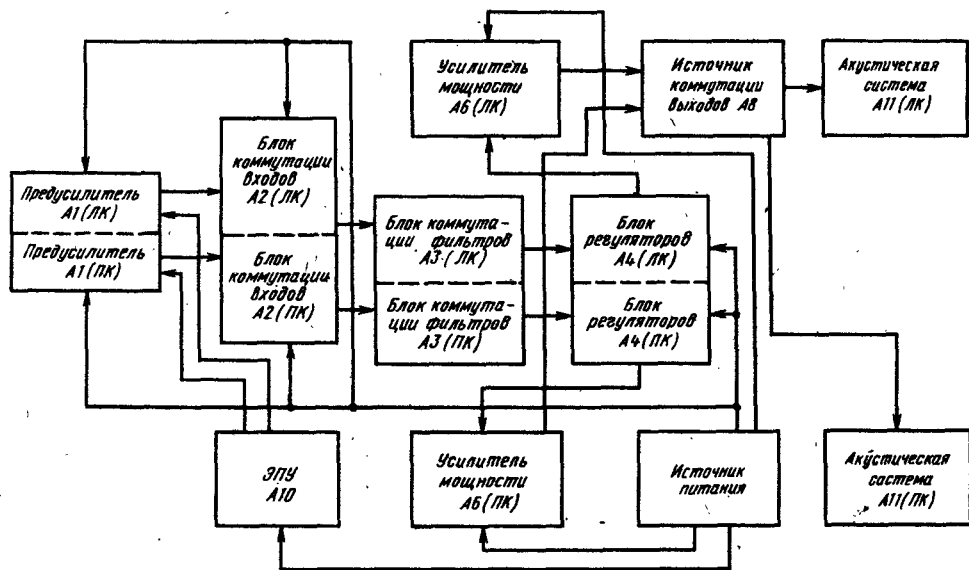 Усилитель
мощности
А6 (ЛК)
Источник
коммутации
выходов А8
Акустическая
система
А11 (ЛК)
Блок
коммутации
входов
А2 (ЛК)
Предусилитель
А1 (ЛК)
Предусилитель
А1 (ПК)
Блок
коммутации
входов
А2 (ПК)
Блок коммута-
ции фильтров
А3 (ЛК)
Блок коммута-
ции фильтров
А3 (ПК)
Блок
регуляторов
А4 (ЛК)
Блок
регуляторов
А4 (ПК)
ЭПУ
А10
Усилитель
мощности
А6 (ПК)
Источник
питания
Акустическая
система
А11 (ПК)